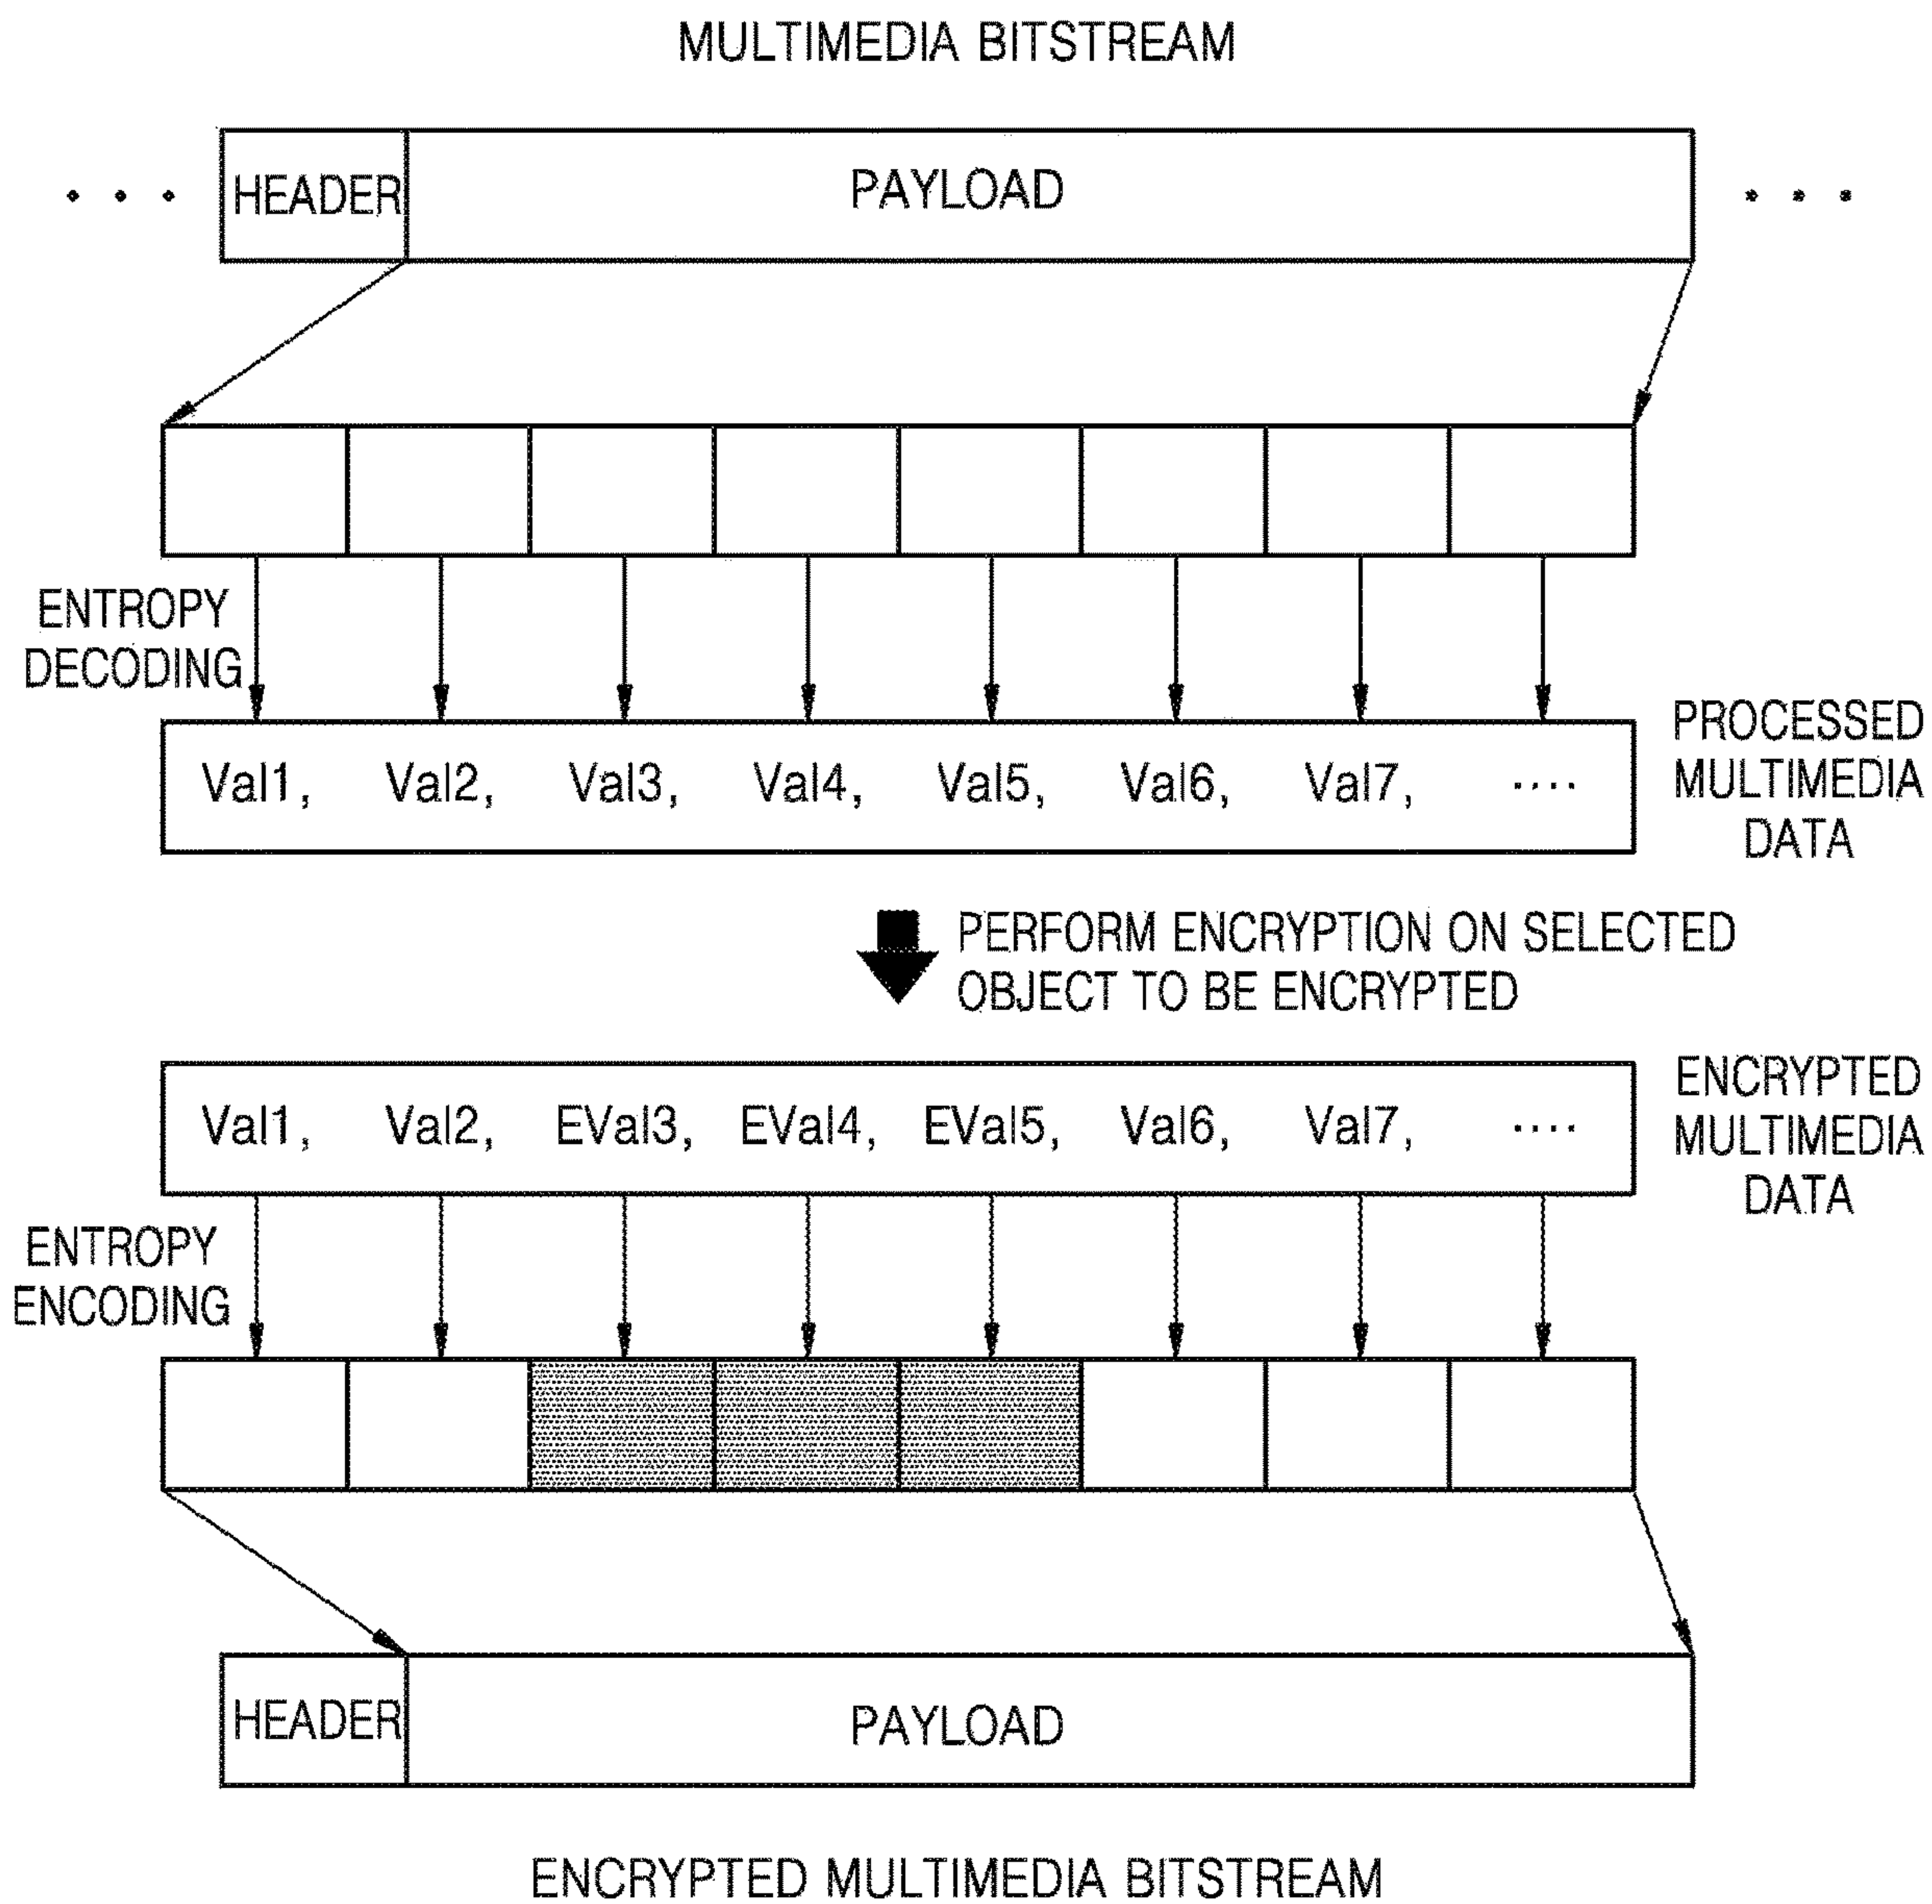 MULTIMEDIA BITSTREAM
. . . HEADER PAYLOAD . . .
ENTROPY
DECODING
Val1, Val2, Val3, Val4, Val5, Val6, Val7, ....
PROCESSED
MULTIMEDIA
DATA
PERFORM ENCRYPTION ON SELECTED
OBJECT TO BE ENCRYPTED
Val1, Val2, EVal3, EVal4, EVal5, Val6, Val7, ....
ENCRYPTED
MULTIMEDIA
DATA
ENTROPY
ENCODING
HEADER PAYLOAD
ENCRYPTED MULTIMEDIA BITSTREAM